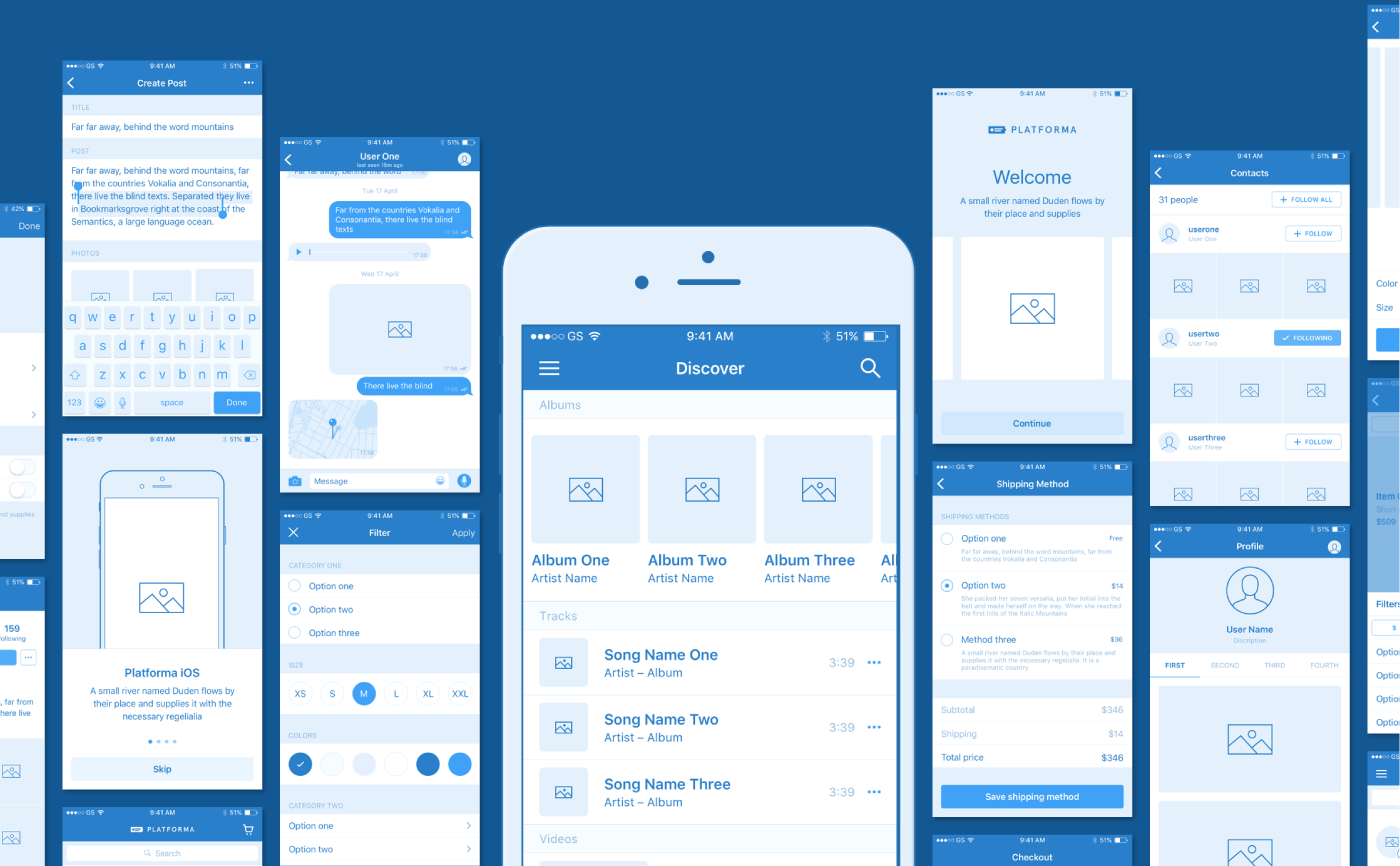 42%
Done
nd supplies
51%
159
ollowing
, far from
here live
GS 9:41 AM 51%
Create Post
TITLE
Far far away, behind the word mountains
POST
Far far away, behind the word mountains, far
from the countries Vokalia and Consonantia,
there live the blind texts. Separated they live
in Bookmarksgrove right at the coast of the
Semantics, a large language ocean.
PHOTOS
q w e r t y u i o p
a s d f g h j k l
z x c v b n m
123 space Done
GS 9:41 AM 51%
Platforma iOS
A small river named Duden flows by
their place and supplies it with the
necessary regelialia
Skip
GS 9:41 AM 51%
PLATFORMA
Search
GS 9:41 AM 51%
User One
last seen 16m ago
Far far away, behind the word 17:56
Tue 17 April
Far from the countries Vokalia and
Consonantia, there live the blind
texts
17:56
17:56
Wed 17 April
17:56
There live the blind 17:56
17:56
Message
GS 9:41 AM 51%
Filter Apply
CATEGORY ONE
Option one
Option two
Option three
SIZE
XS S M L XL XXL
COLORS
CATEGORY TWO
Option one
Option two
GS 9:41 AM 51%
Discover
Albums
Album One Album Two Album Three Al
Artist Name Artist Name Artist Name Art
Tracks
Song Name One
Artist – Album
3:39
Song Name Two
Artist – Album
3:39
Song Name Three
Artist – Album
3:39
Videos
GS 9:41 AM 51%
PLATFORMA
Welcome
A small river named Duden flows by
their place and supplies
Continue
GS 9:41 AM 51%
Shipping Method
SHIPPING METHODS
Option one Free
Far far away, behind the word mountains, far from
the countries Vokalia and Consonantia
Option two $14
She packed her seven versalia, put her initial into the
belt and made herself on the way. When she reached
the first hills of the Italic Mountains
Method three $36
A small river named Duden flows by their place and
supplies it with the necessary regelialia. It is a
paradisematic country
Subtotal $346
Shipping $14
Total price $346
Save shipping method
GS 9:41 AM 51%
Checkout
GS 9:41 AM 51%
Contacts
31 people + FOLLOW ALL
userone
User One
+ FOLLOW
usertwo
User Two
FOLLOWING
userthree
User Three
+ FOLLOW
GS 9:41 AM 51%
Profile
User Name
Discription
FIRST SECOND THIRD FOURTH
GS
Color
Size
GS
Item
Short
$509
Filters
$
Optio
Optio
Optio
Optio
GS